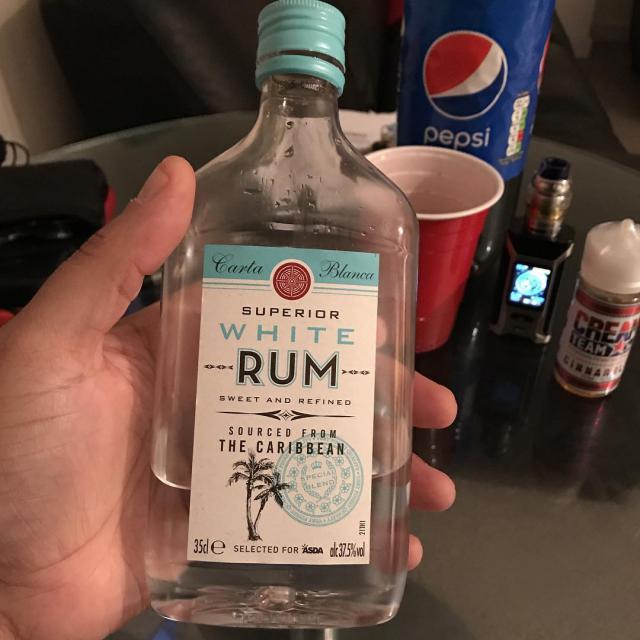 Carta Blanca
SUPERIOR
WHITE
RUM
SWEET AND REFINED
SOURCED FROM
THE CARIBBEAN
SPECIAL
BLEND
35cl e SELECTED FOR ASDA alc37.5%vol
pepsi
CREAM
TEAM